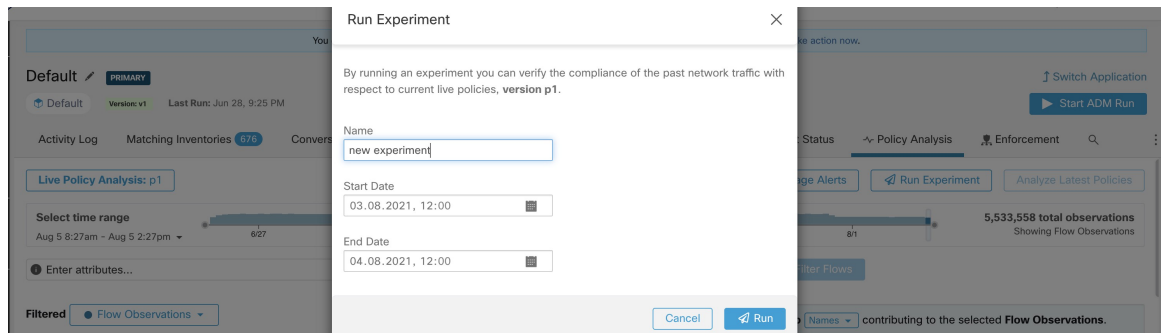 Run Experiment
You
ke action now.
Default PRIMARY
Switch Application
Default Version: v1 Last Run: Jun 28, 9:25 PM
Start ADM Run
By running an experiment you can verify the compliance of the past network traffic with
respect to current live policies, version p1.
Activity Log Matching Inventories 676 Convers
Status Policy Analysis Enforcement
Name
new experiment
Live Policy Analysis: p1
ge Alerts Run Experiment Analyze Latest Policies
Start Date
03.08.2021, 12:00
Select time range
Aug 5 8:27am - Aug 5 2:27pm
6/27
8/1
5,533,558 total observations
Showing Flow Observations
End Date
04.08.2021, 12:00
Enter attributes...
Filter Flows
Cancel Run
Filtered Flow Observations
Names contributing to the selected Flow Observations.